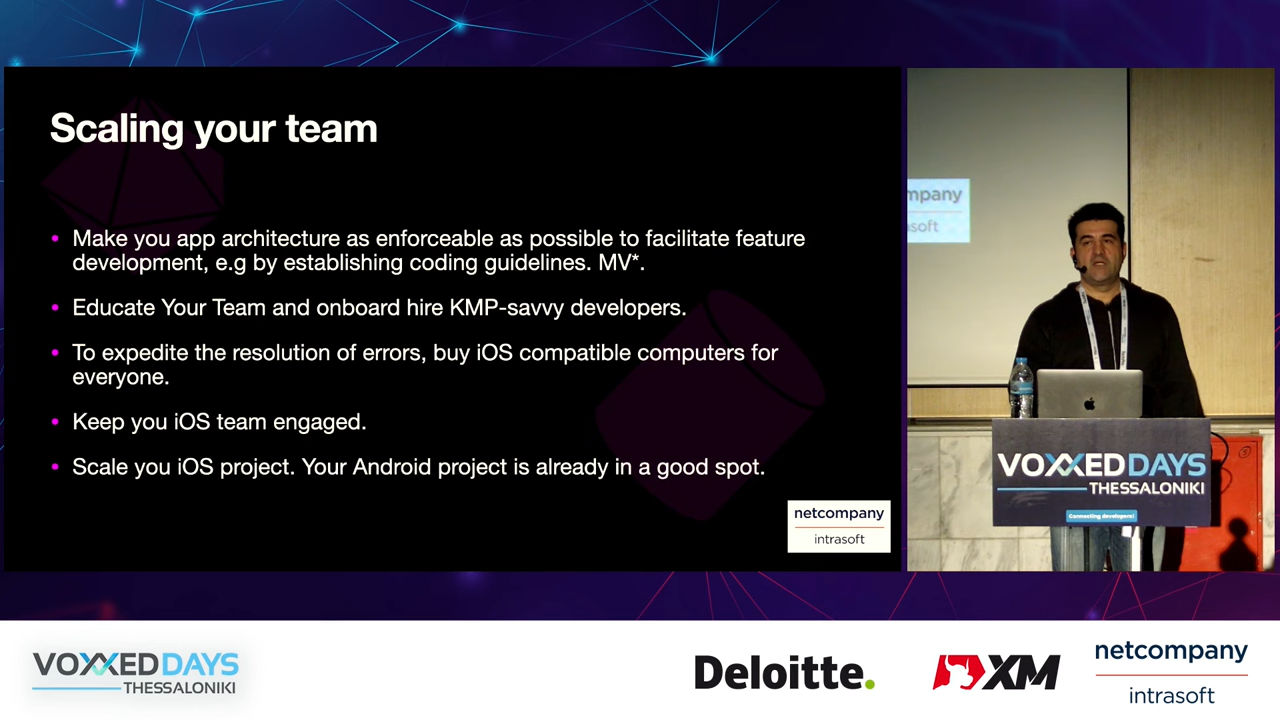 Scaling your team
• Make you app architecture as enforceable as possible to facilitate feature
development, e.g by establishing coding guidelines. MV*.
• Educate Your Team and onboard hire KMP-savvy developers.
• To expedite the resolution of errors, buy iOS compatible computers for
everyone.
• Keep you iOS team engaged.
• Scale you iOS project. Your Android project is already in a good spot.
netcompany
intrasoft
mpany
soft
VOXXED DAYS
THESSALONIKI
Connecting developers!
VOXXED DAYS
THESSALONIKI
Deloitte.
XM
netcompany
intrasoft